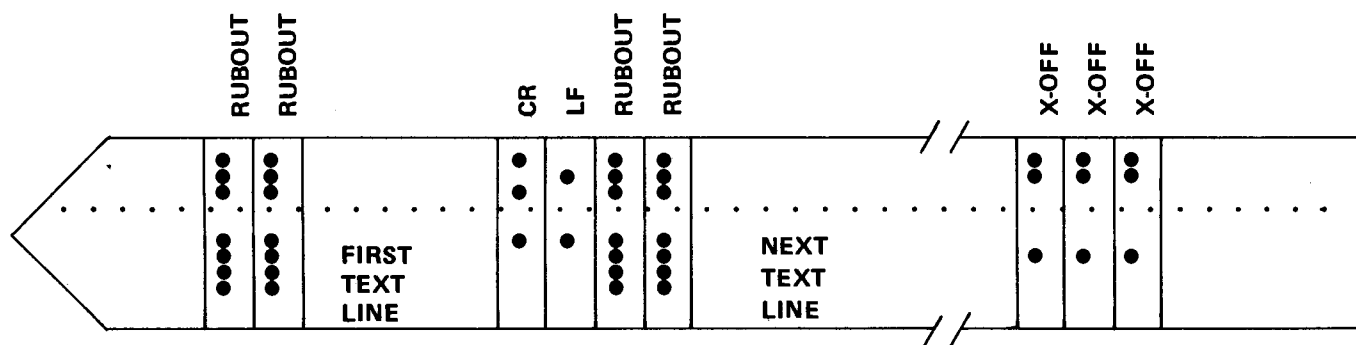 RUBOUT
RUBOUT
CR
LF
RUBOUT
RUBOUT
X-OFF
X-OFF
X-OFF
FIRST
TEXT
LINE
NEXT
TEXT
LINE